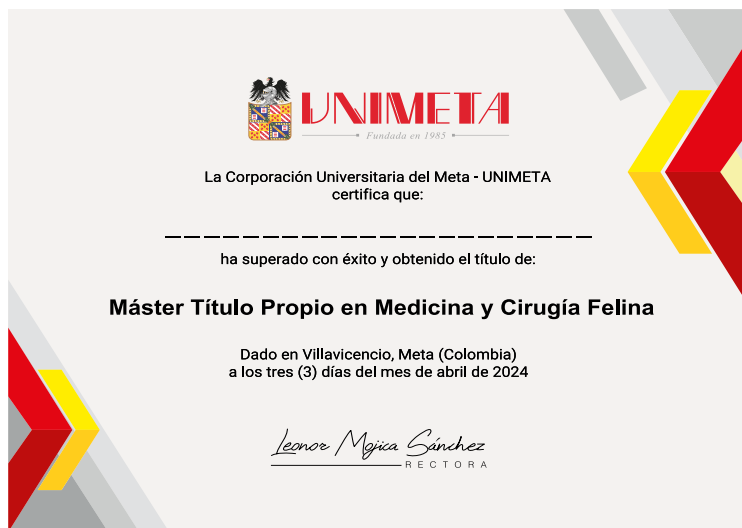 UNIMETA
Fundada en 1985
La Corporación Universitaria del Meta - UNIMETA
certifica que:
ha superado con éxito y obtenido el título de:
Máster Título Propio en Medicina y Cirugía Felina
Dado en Villavicencio, Meta (Colombia)
a los tres (3) días del mes de abril de 2024
Leonor Mojica Sánchez
RECTORA